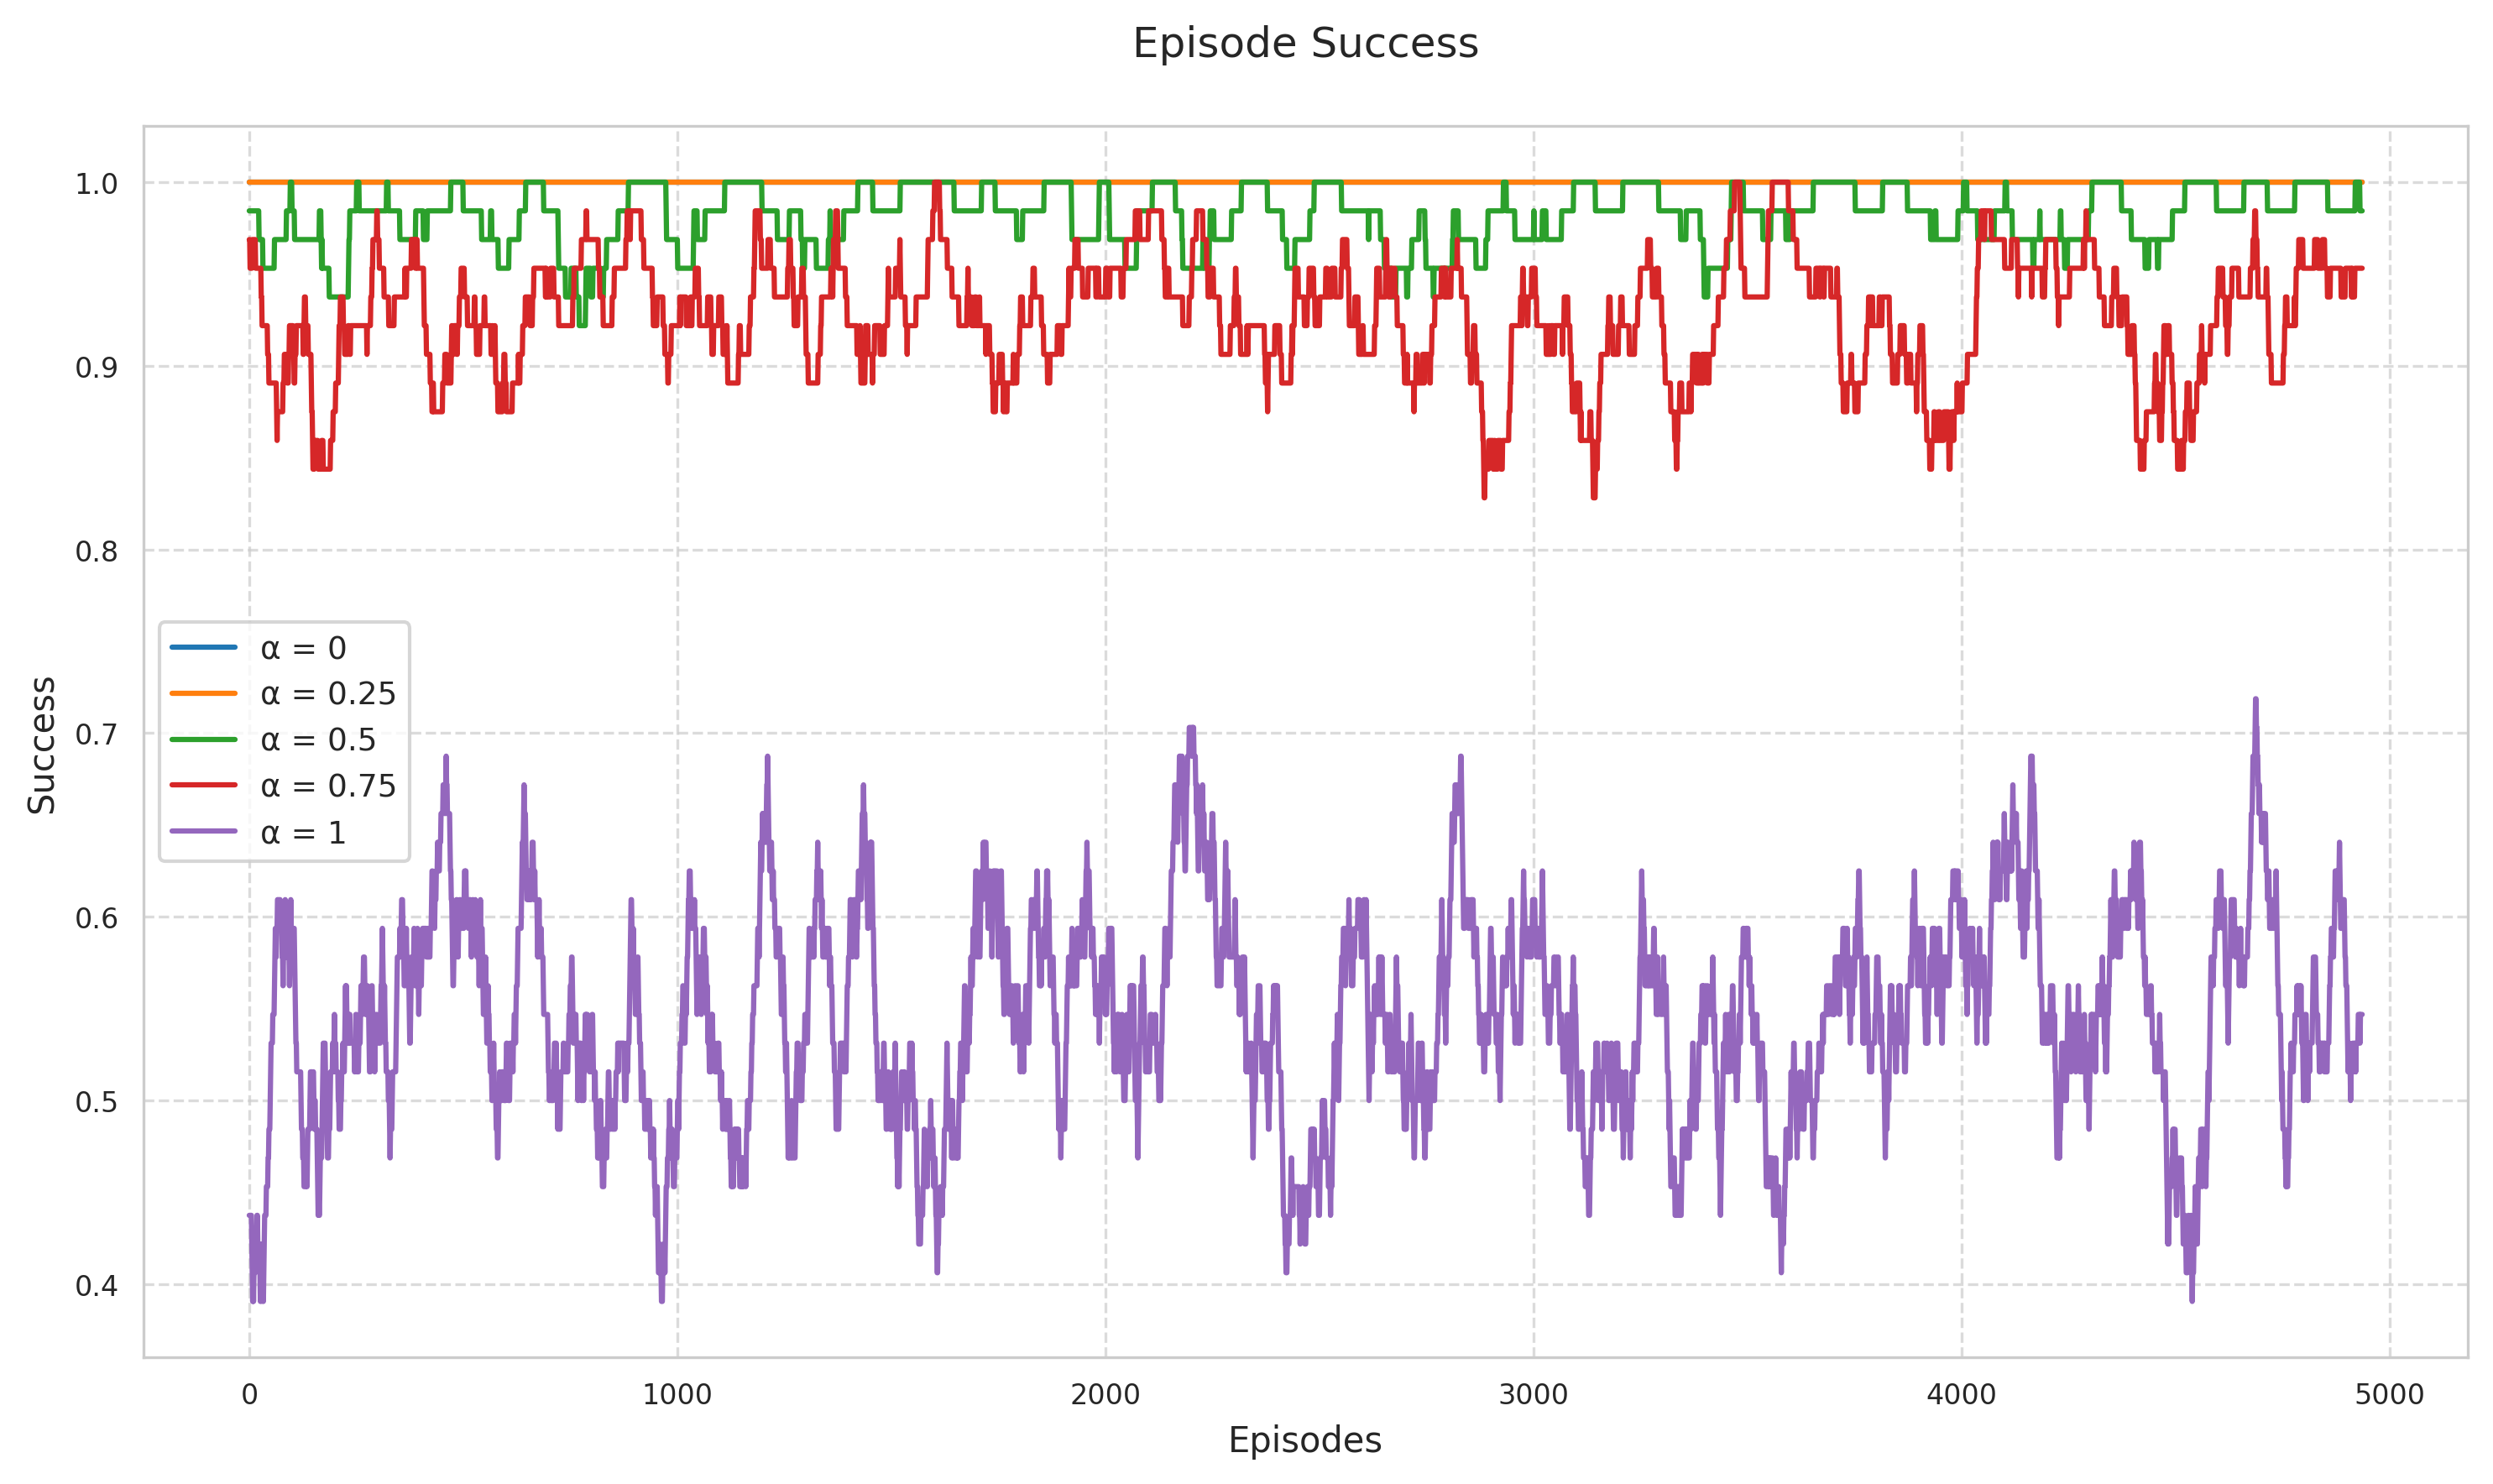 Episode Success
1.0
0.9
0.8
0.7
0.6
0.5
0.4
Success
α = 0
α = 0.25
α = 0.5
α = 0.75
α = 1
0 1000 2000 3000 4000 5000
Episodes